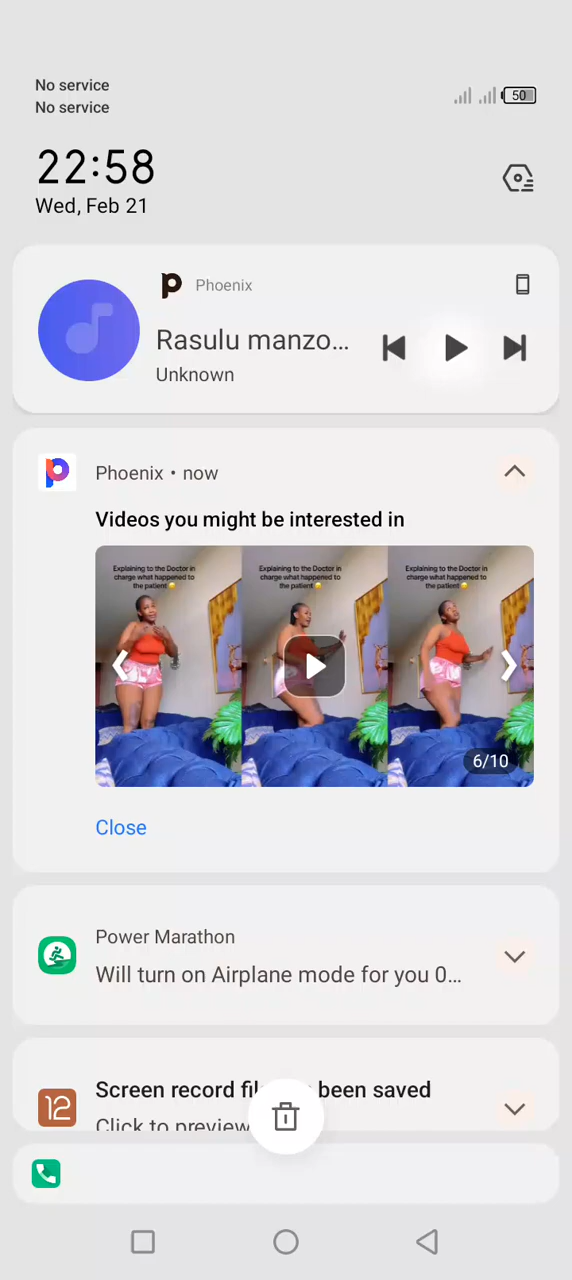 No service
No service
50
22:58
Wed, Feb 21
Phoenix
Rasulu manzo...
Unknown
Phoenix • now
Videos you might be interested in
Explaining to the Doctor in
charge what happened to
the patient 😂
Explaining to the Doctor in
charge what happened to
the patient 😂
Explaining to the Doctor in
charge what happened to
the patient 😂
6/10
Close
Power Marathon
Will turn on Airplane mode for you 0...
12
Screen record fil been saved
Click to preview